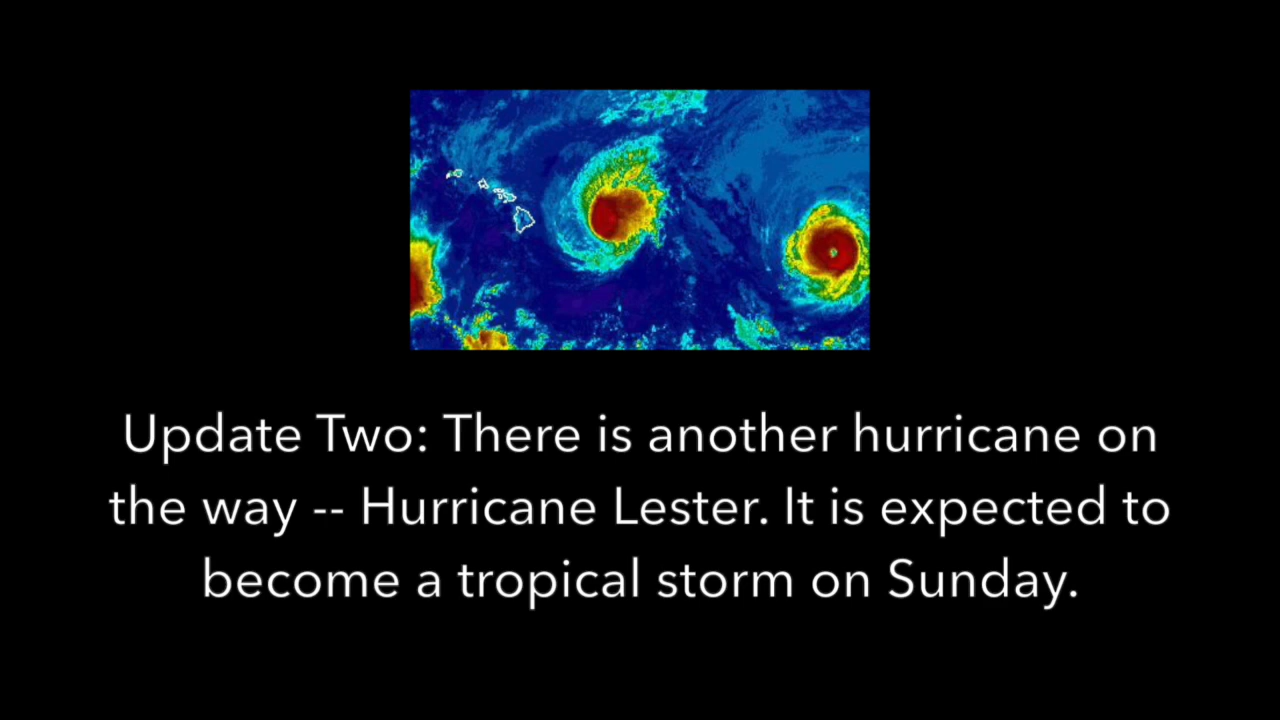 Update Two: There is another hurricane on
the way -- Hurricane Lester. It is expected to
become a tropical storm on Sunday.